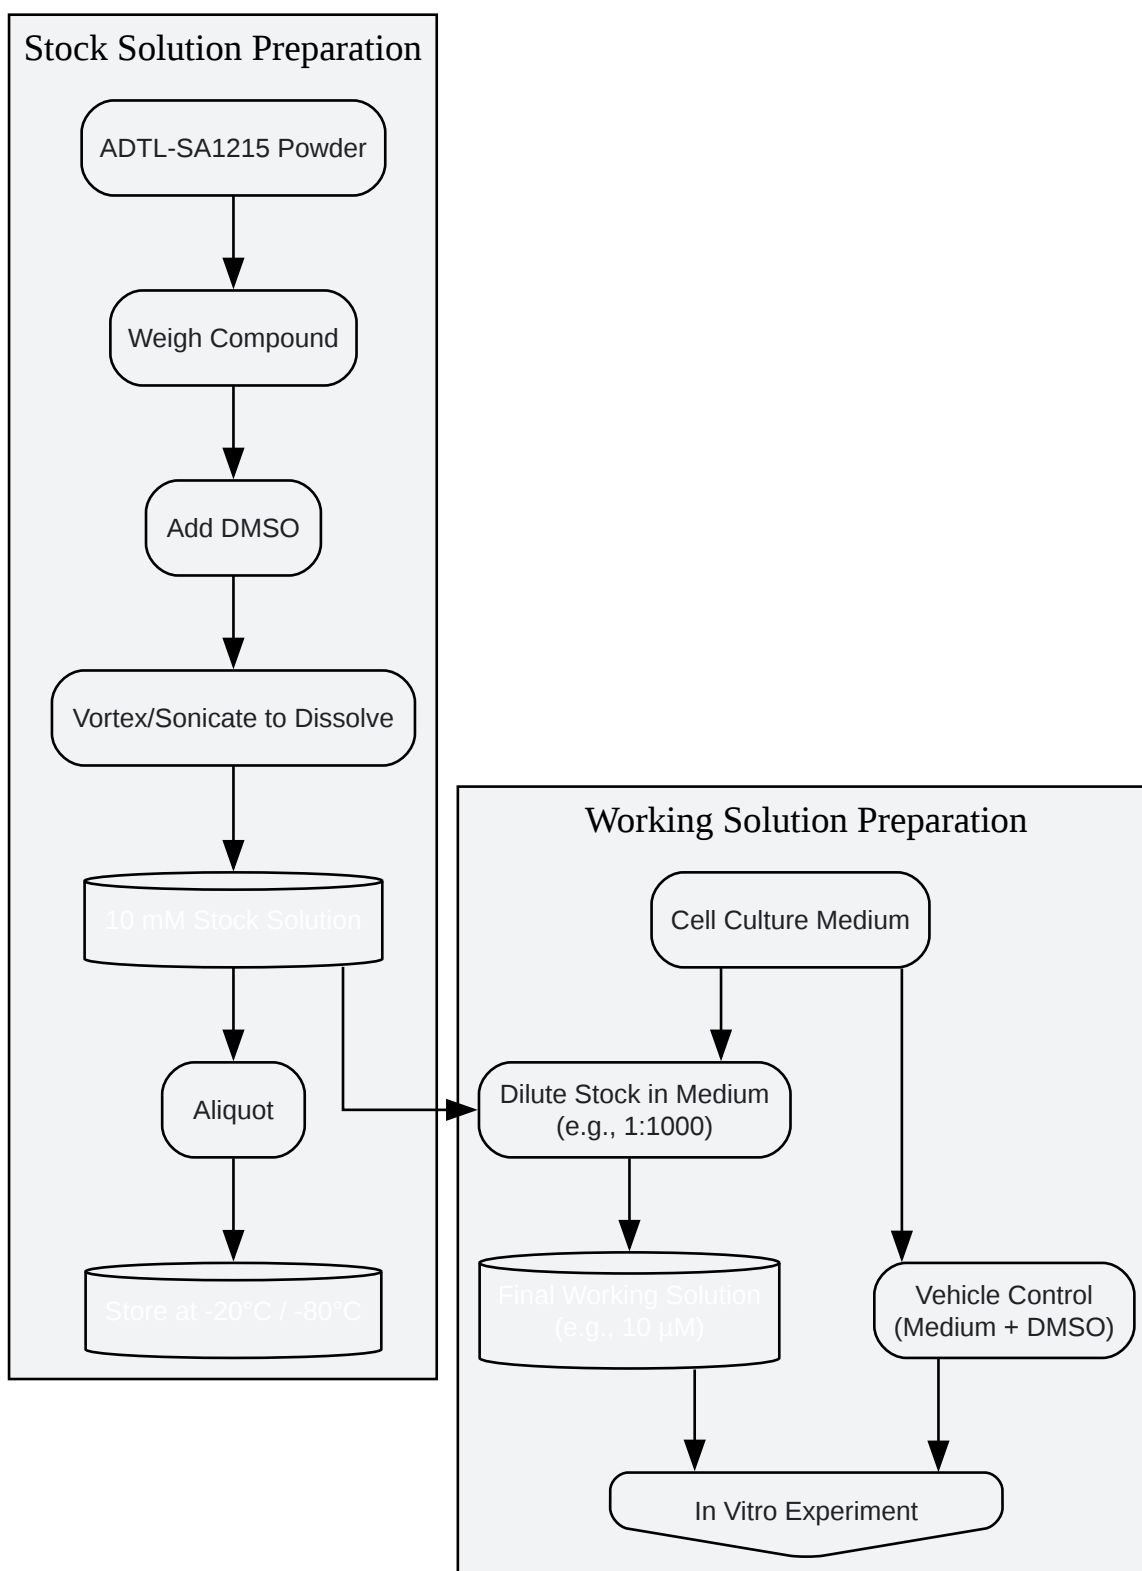 Stock Solution Preparation
ADTL-SA1215 Powder
Weigh Compound
Add DMSO
Vortex/Sonicate to Dissolve
10 mM Stock Solution
Aliquot
Store at -20°C / -80°C
Working Solution Preparation
Cell Culture Medium
Dilute Stock in Medium
(e.g., 1:1000)
Final Working Solution
(e.g., 10 µM)
Vehicle Control
(Medium + DMSO)
In Vitro Experiment